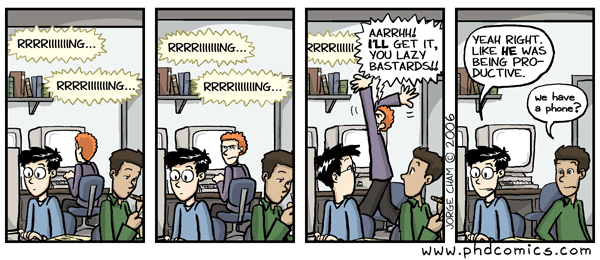 RRRRIIIIIIING...
RRRRIIIIIIING...
RRRRIIIIIIING...
RRRRIIIIIIING...
RRRRIIIII
AARRHH!
I'LL GET IT,
YOU LAZY
BASTARDS!!
JORGE CHAM © 2006
YEAH RIGHT.
LIKE HE WAS
BEING PRO-
DUCTIVE.
we have
a phone?
www.phdcomics.com